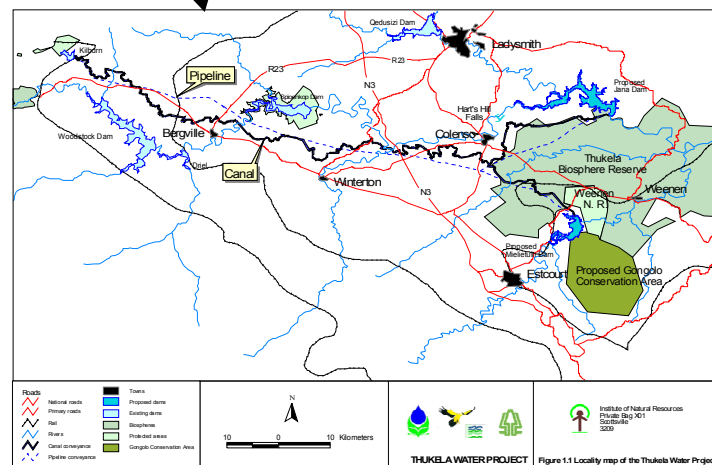 Qedusizi Dam
Ladysmith
Kilburn
Pipeline
R23
R23
N3
Proposed
Jana Dam
Hart's Hill
Falls
Bergville
Colenso
Woodstock Dam
Driel
Canal
Winterton
Thukela
Biosphere Reserve
Weenen
Weenen
N. R.
N3
Proposed
Estcourt
Proposed Gongolo
Conservation Area
Roads
National roads
Primary roads
Rail
Rivers
Canal conveyance
Pipeline conveyance
Towns
Proposed dams
Existing dams
Biospheres
Protected areas
Gongolo Conservation Area
N
10 0 10 Kilometers
THUKELA WATER PROJECT
Institute of Natural Resources
Private Bag X01
Scottsville
3209
Figure 1.1 Locality map of the Thukela Water Projec